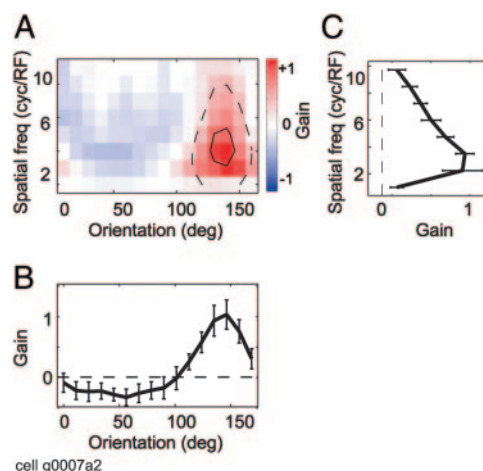 A
Spatial freq (cyc/RF)
10
6
2
0 50 100 150
Orientation (deg)
+1
0
-1
Gain
C
Spatial freq (cyc/RF)
10
6
2
0 1
Gain
B
Gain
1
0
0 50 100 150
Orientation (deg)
cell g0007a2